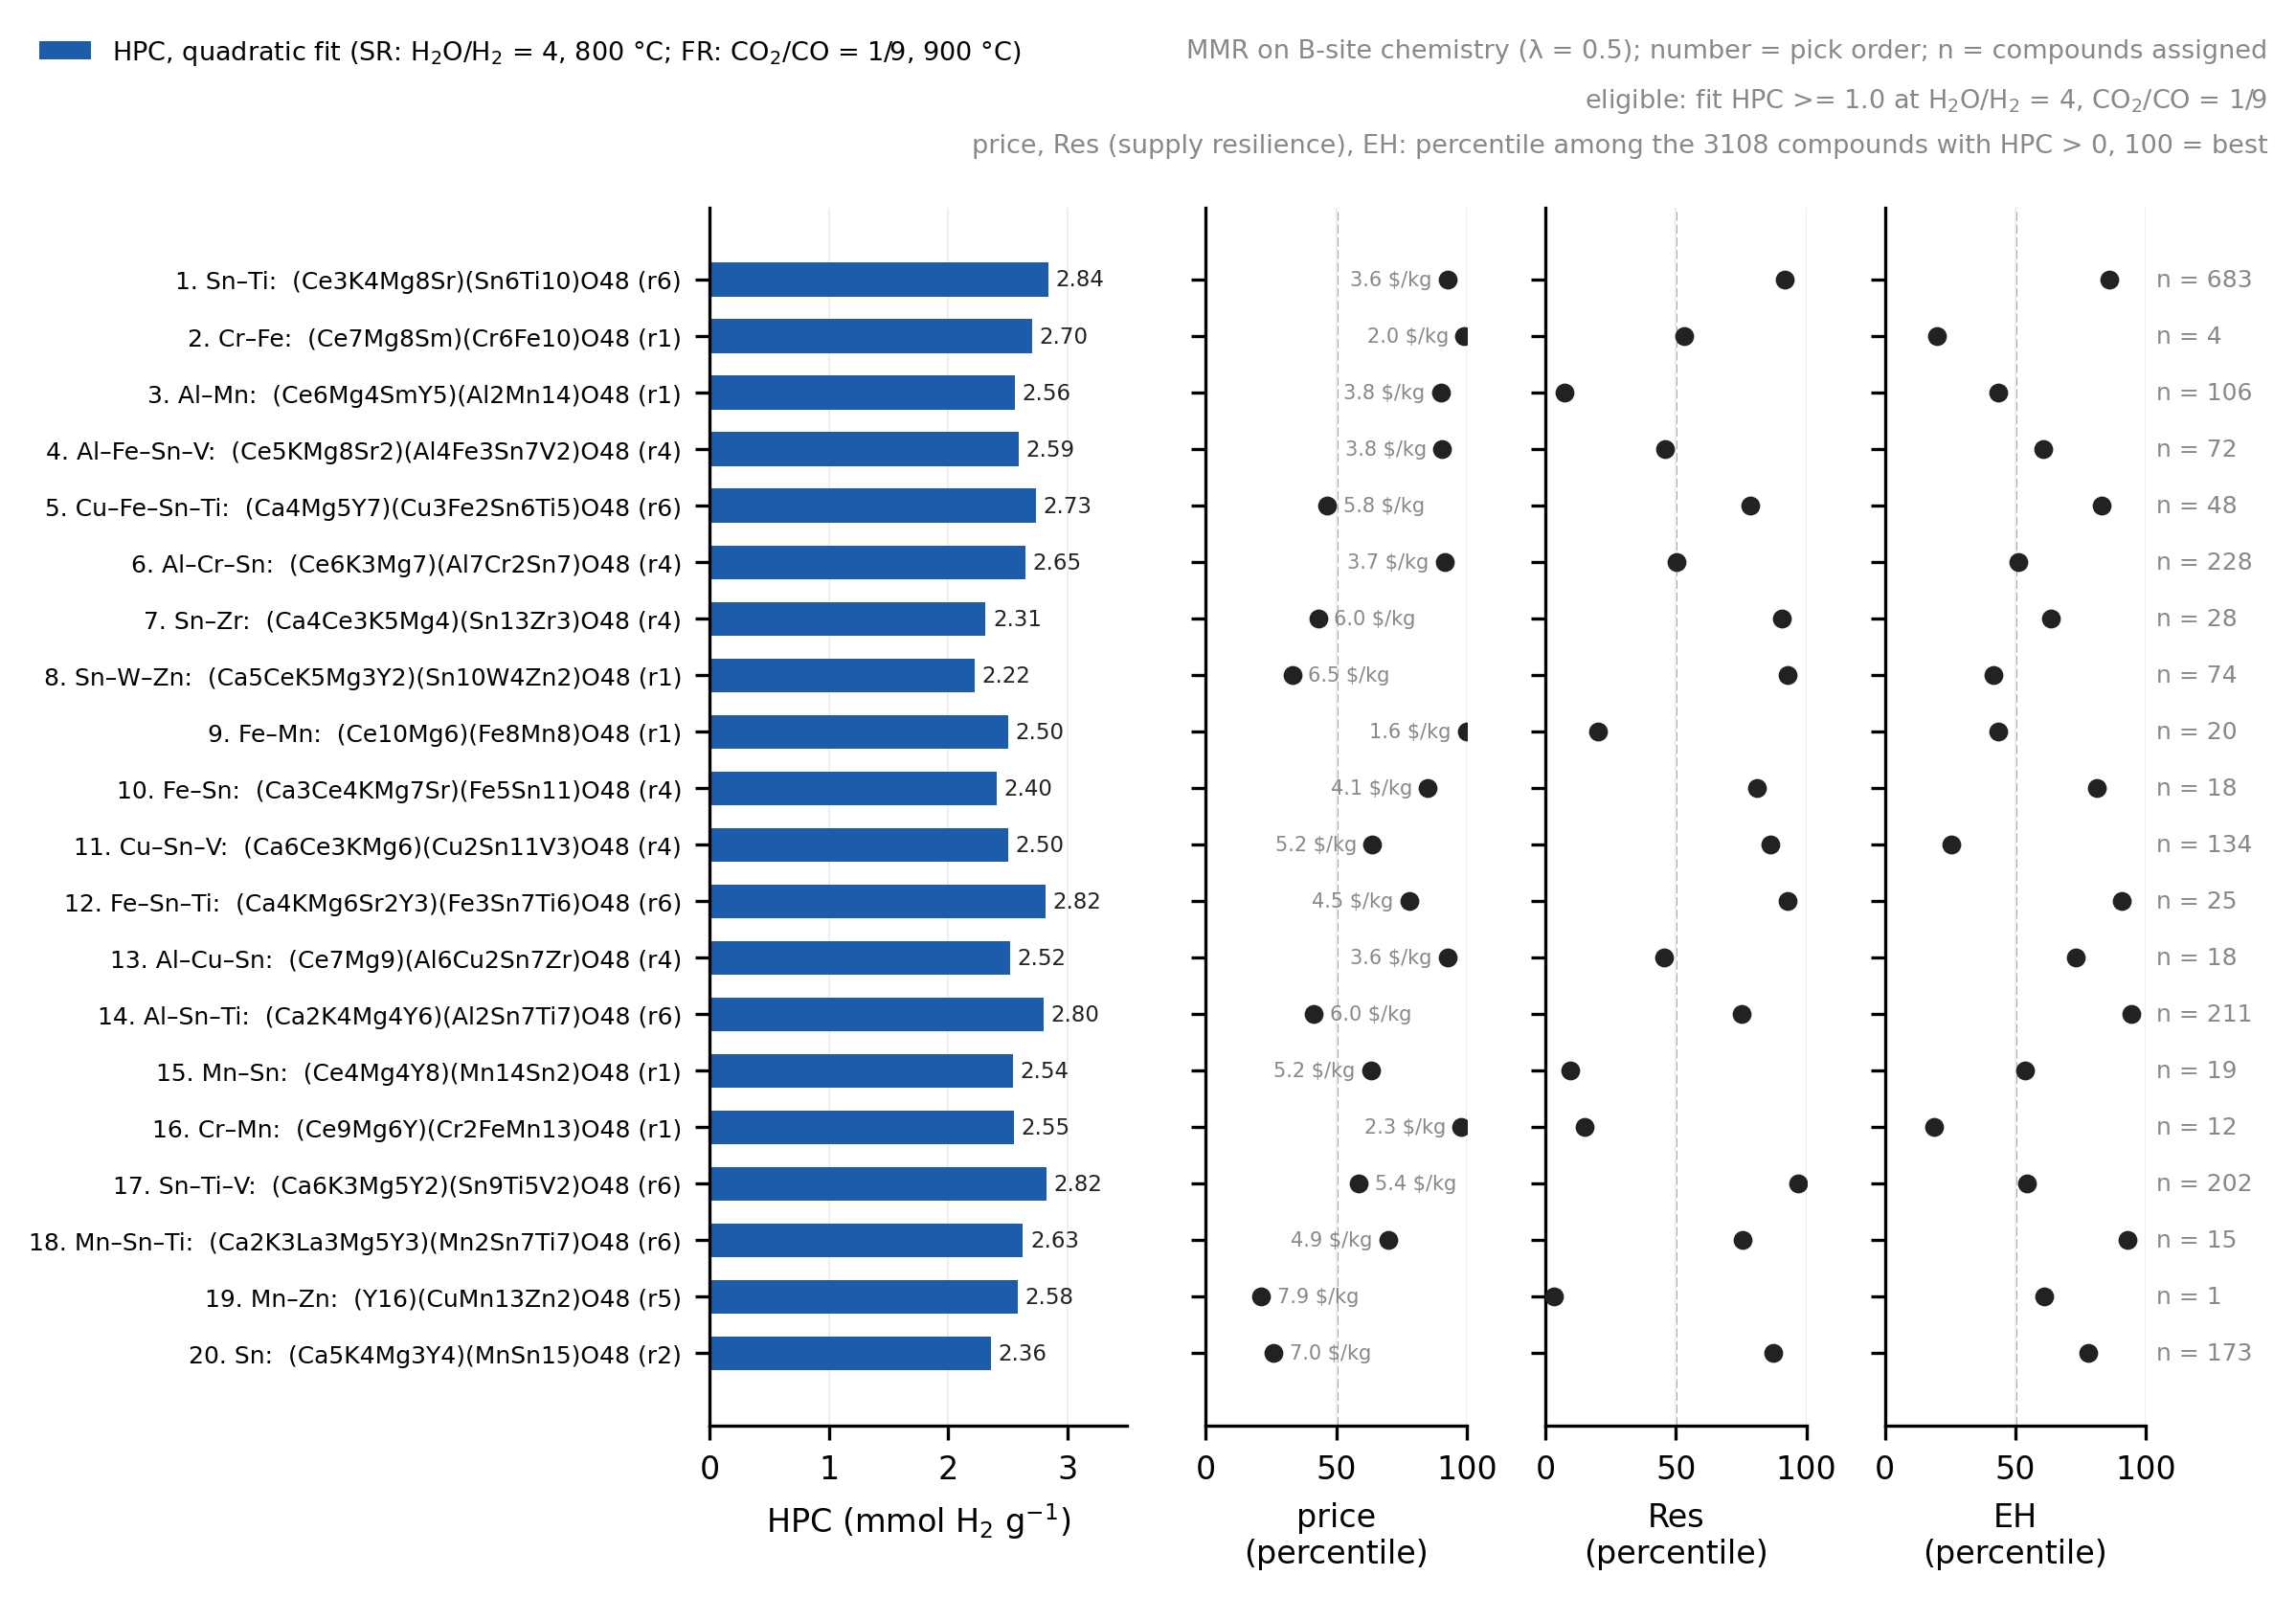 HPC, quadratic fit (SR: H₂O/H₂ = 4, 800 °C; FR: CO₂/CO = 1/9, 900 °C)
MMR on B-site chemistry (λ = 0.5); number = pick order; n = compounds assigned
eligible: fit HPC >= 1.0 at H₂O/H₂ = 4, CO₂/CO = 1/9
price, Res (supply resilience), EH: percentile among the 3108 compounds with HPC > 0, 100 = best
1. Sn–Ti: (Ce3K4Mg8Sr)(Sn6Ti10)O48 (r6) 2.84 3.6 $/kg n = 683
2. Cr–Fe: (Ce7Mg8Sm)(Cr6Fe10)O48 (r1) 2.70 2.0 $/kg n = 4
3. Al–Mn: (Ce6Mg4SmY5)(Al2Mn14)O48 (r1) 2.56 3.8 $/kg n = 106
4. Al–Fe–Sn–V: (Ce5KMg8Sr2)(Al4Fe3Sn7V2)O48 (r4) 2.59 3.8 $/kg n = 72
5. Cu–Fe–Sn–Ti: (Ca4Mg5Y7)(Cu3Fe2Sn6Ti5)O48 (r6) 2.73 5.8 $/kg n = 48
6. Al–Cr–Sn: (Ce6K3Mg7)(Al7Cr2Sn7)O48 (r4) 2.65 3.7 $/kg n = 228
7. Sn–Zr: (Ca4Ce3K5Mg4)(Sn13Zr3)O48 (r4) 2.31 6.0 $/kg n = 28
8. Sn–W–Zn: (Ca5CeK5Mg3Y2)(Sn10W4Zn2)O48 (r1) 2.22 6.5 $/kg n = 74
9. Fe–Mn: (Ce10Mg6)(Fe8Mn8)O48 (r1) 2.50 1.6 $/kg n = 20
10. Fe–Sn: (Ca3Ce4KMg7Sr)(Fe5Sn11)O48 (r4) 2.40 4.1 $/kg n = 18
11. Cu–Sn–V: (Ca6Ce3KMg6)(Cu2Sn11V3)O48 (r4) 2.50 5.2 $/kg n = 134
12. Fe–Sn–Ti: (Ca4KMg6Sr2Y3)(Fe3Sn7Ti6)O48 (r6) 2.82 4.5 $/kg n = 25
13. Al–Cu–Sn: (Ce7Mg9)(Al6Cu2Sn7Zr)O48 (r4) 2.52 3.6 $/kg n = 18
14. Al–Sn–Ti: (Ca2K4Mg4Y6)(Al2Sn7Ti7)O48 (r6) 2.80 6.0 $/kg n = 211
15. Mn–Sn: (Ce4Mg4Y8)(Mn14Sn2)O48 (r1) 2.54 5.2 $/kg n = 19
16. Cr–Mn: (Ce9Mg6Y)(Cr2FeMn13)O48 (r1) 2.55 2.3 $/kg n = 12
17. Sn–Ti–V: (Ca6K3Mg5Y2)(Sn9Ti5V2)O48 (r6) 2.82 5.4 $/kg n = 202
18. Mn–Sn–Ti: (Ca2K3La3Mg5Y3)(Mn2Sn7Ti7)O48 (r6) 2.63 4.9 $/kg n = 15
19. Mn–Zn: (Y16)(CuMn13Zn2)O48 (r5) 2.58 7.9 $/kg n = 1
20. Sn: (Ca5K4Mg3Y4)(MnSn15)O48 (r2) 2.36 7.0 $/kg n = 173
0 1 2 3 0 50 100 0 50 100 0 50 100
HPC (mmol H₂ g⁻¹)
price
(percentile)
Res
(percentile)
EH
(percentile)